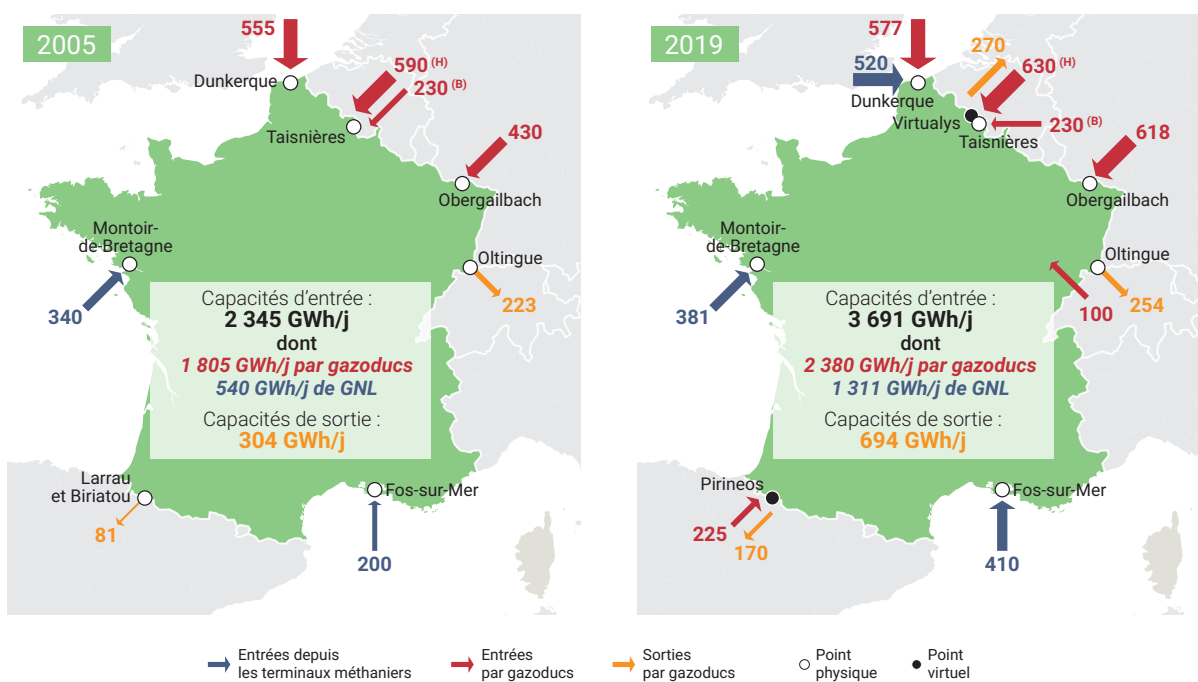 2005
555
Dunkerque
590 (H)
230 (B)
Taisnières
430
Obergailbach
Montoir-
de-Bretagne
Oltingue
340
223
Capacités d'entrée :
2 345 GWh/j
dont
1 805 GWh/j par gazoducs
540 GWh/j de GNL
Capacités de sortie :
304 GWh/j
Larrau
et Biriatou
81
Fos-sur-Mer
200
2019
577
270
520
630 (H)
Dunkerque
Virtualys
230 (B)
Taisnières
618
Obergailbach
Montoir-
de-Bretagne
Oltingue
381
100
254
Capacités d'entrée :
3 691 GWh/j
dont
2 380 GWh/j par gazoducs
1 311 GWh/j de GNL
Capacités de sortie :
694 GWh/j
Pirineos
225
170
Fos-sur-Mer
410
Entrées depuis
les terminaux méthaniers
Entrées
par gazoducs
Sorties
par gazoducs
Point
physique
Point
virtuel